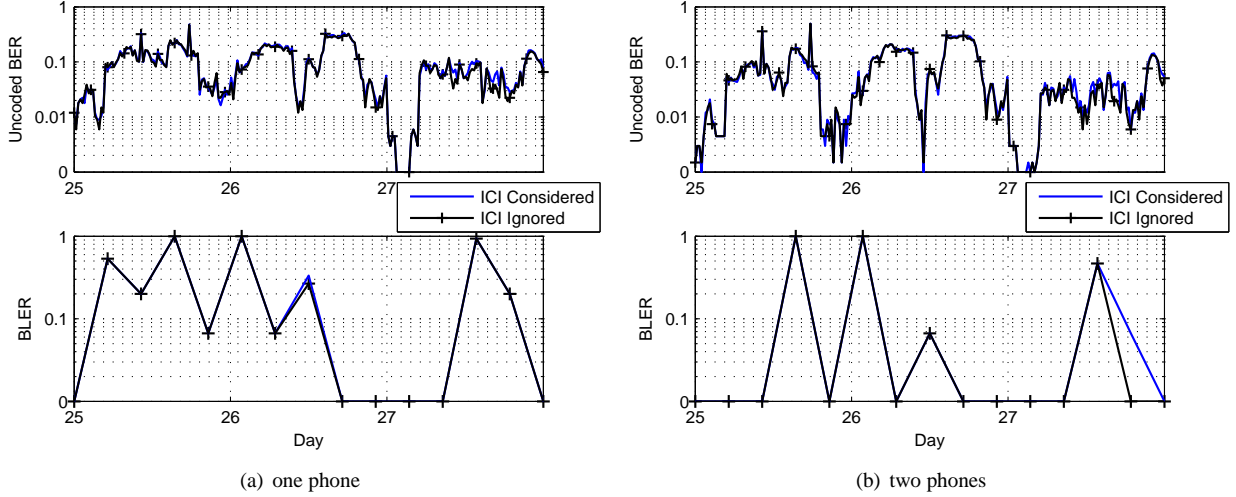 1
0.1
0.01
0
Uncoded BER
25
26
27
ICI Considered
ICI Ignored
1
0.1
0
BLER
25
26
27
Day
(a) one phone
1
0.1
0.01
0
Uncoded BER
25
26
27
ICI Considered
ICI Ignored
1
0.1
0
BLER
25
26
27
Day
(b) two phones